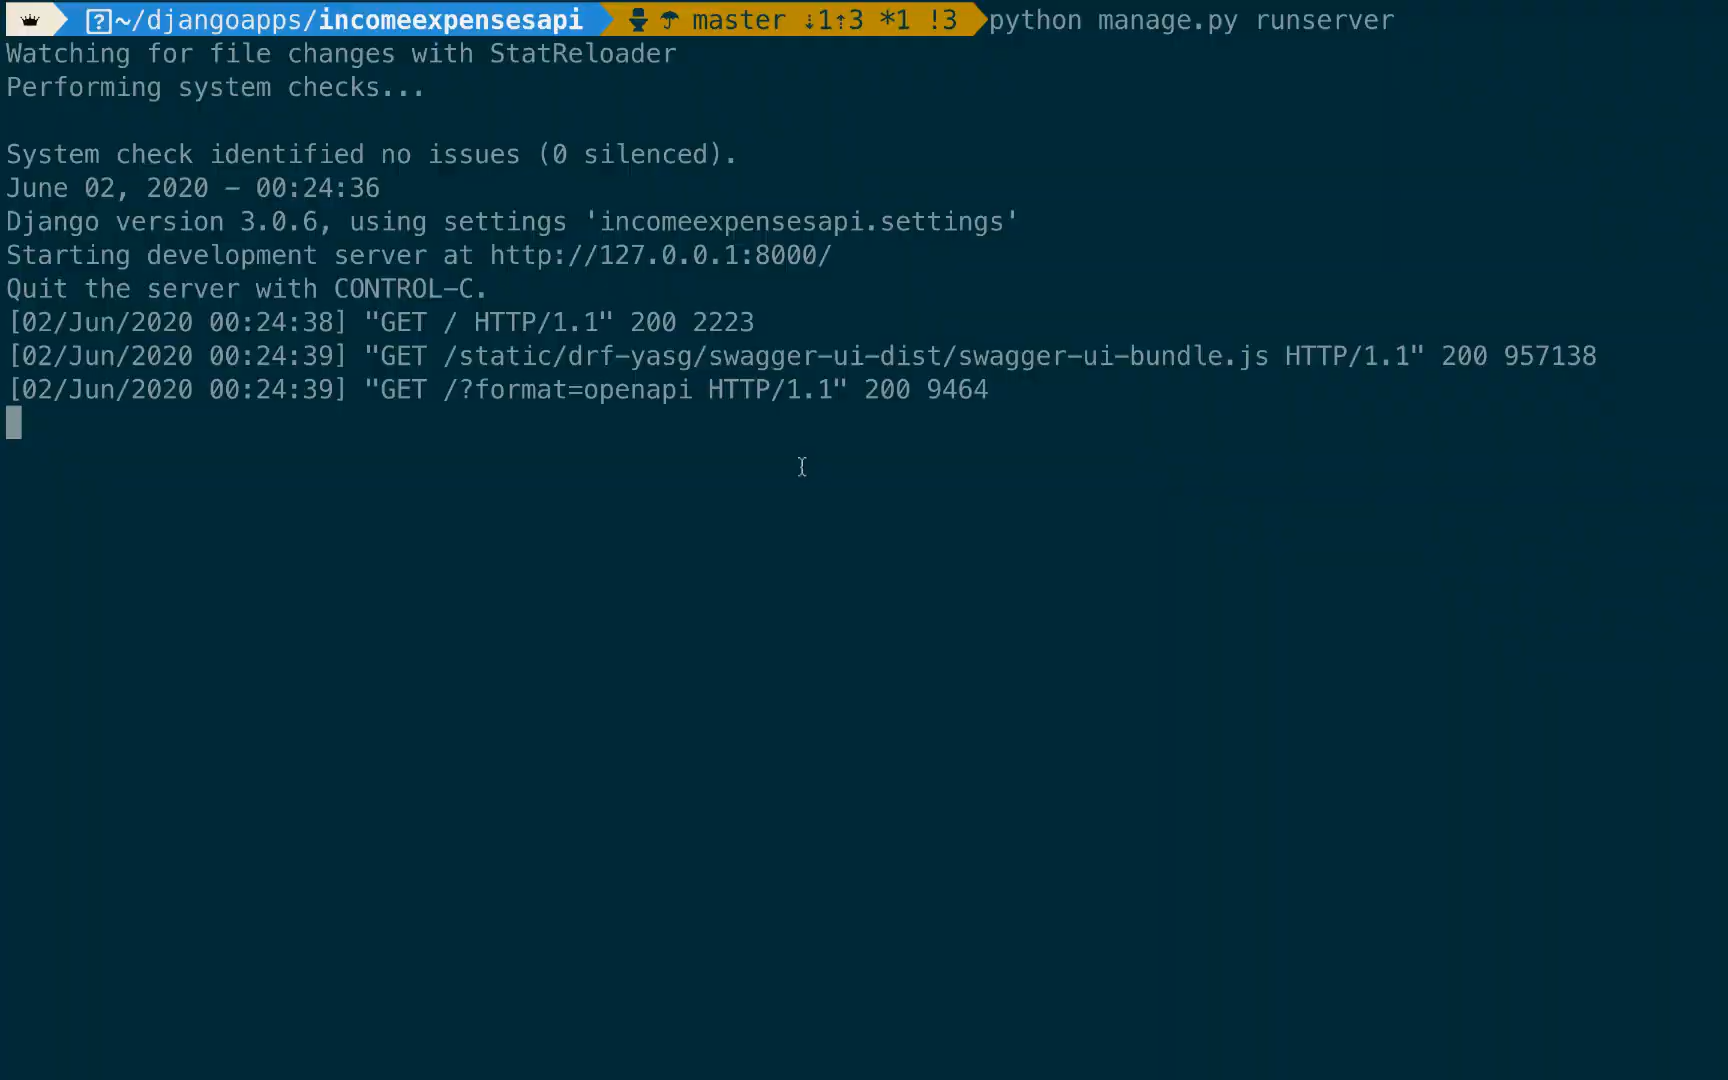 ~/djangoapps/incomeexpensesapi master ⇣1⇡3 *1 !3 python manage.py runserver
Watching for file changes with StatReloader
Performing system checks...
System check identified no issues (0 silenced).
June 02, 2020 - 00:24:36
Django version 3.0.6, using settings 'incomeexpensesapi.settings'
Starting development server at http://127.0.0.1:8000/
Quit the server with CONTROL-C.
[02/Jun/2020 00:24:38] "GET / HTTP/1.1" 200 2223
[02/Jun/2020 00:24:39] "GET /static/drf-yasg/swagger-ui-dist/swagger-ui-bundle.js HTTP/1.1" 200 957138
[02/Jun/2020 00:24:39] "GET /?format=openapi HTTP/1.1" 200 9464